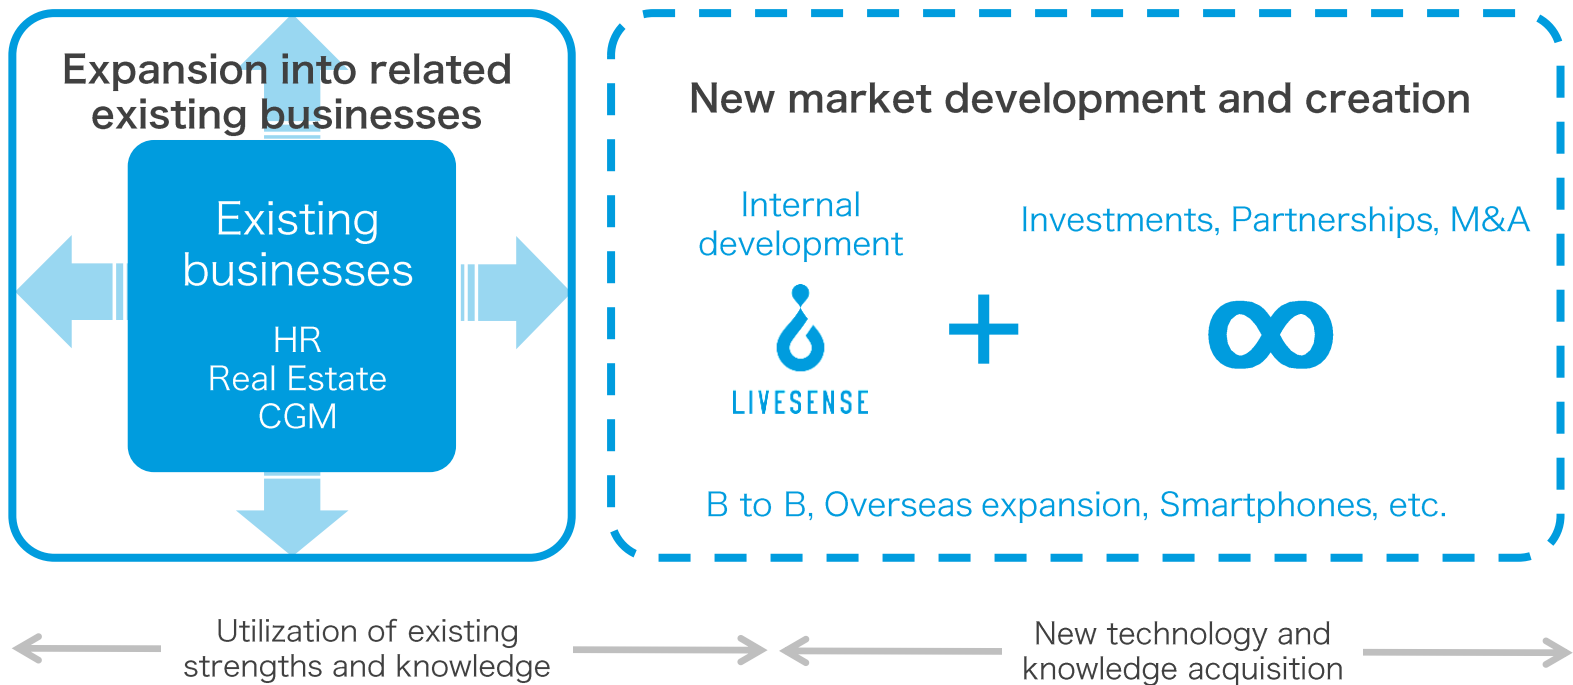 Expansion into related
existing businesses
Existing
businesses
HR
Real Estate
CGM
New market development and creation
Internal
development
LIVESENSE
+
Investments, Partnerships, M&A
∞
B to B, Overseas expansion, Smartphones, etc.
Utilization of existing
strengths and knowledge
New technology and
knowledge acquisition